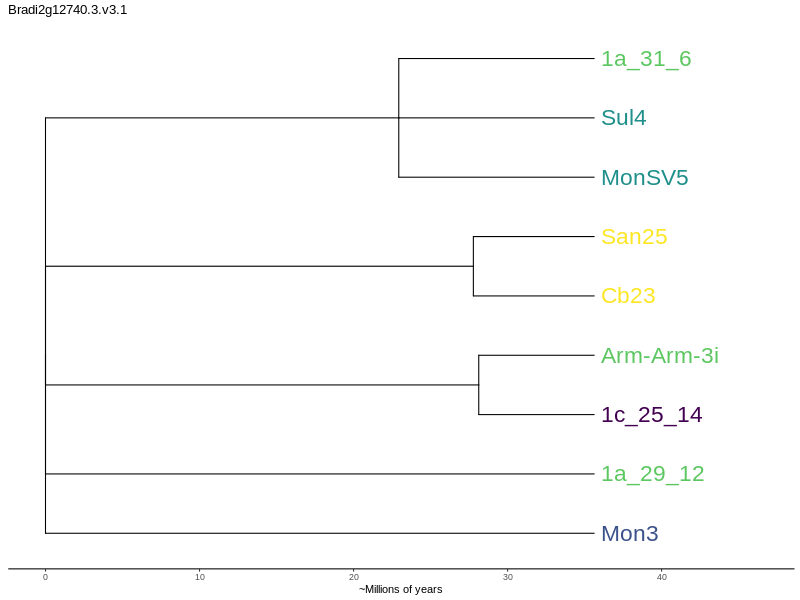 Bradi2g12740.3.v3.1
1a_31_6
Sul4
MonSV5
San25
Cb23
Arm-Arm-3i
1c_25_14
1a_29_12
Mon3
0 10 20 30 40
~Millions of years